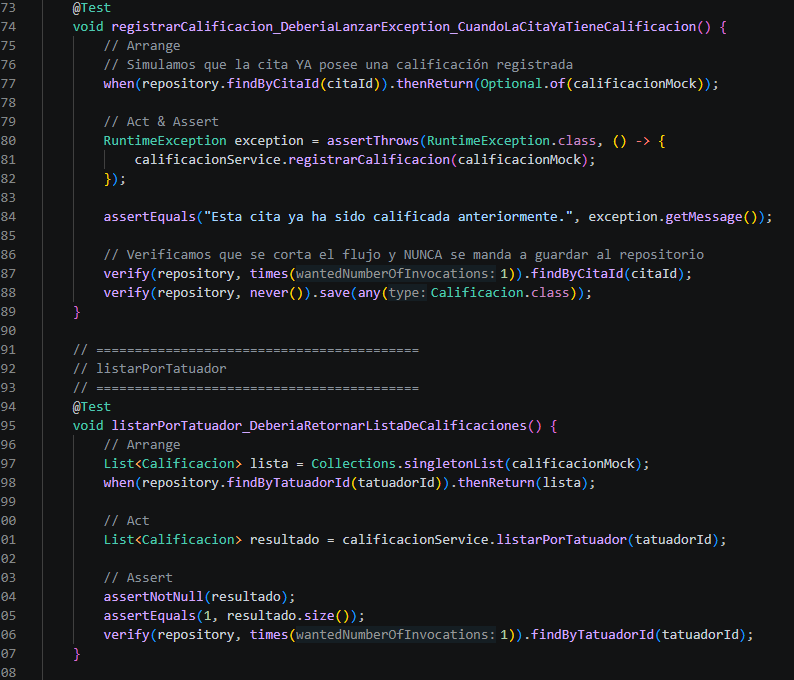 73 @Test
74 void registrarCalificacion_DeberiaLanzarException_CuandoLaCitaYaTieneCalificacion() {
75 // Arrange
76 // Simulamos que la cita YA posee una calificación registrada
77 when(repository.findByCitaId(citaId)).thenReturn(Optional.of(calificacionMock));
78
79 // Act & Assert
80 RuntimeException exception = assertThrows(RuntimeException.class, () -> {
81 calificacionService.registrarCalificacion(calificacionMock);
82 });
83
84 assertEquals("Esta cita ya ha sido calificada anteriormente.", exception.getMessage());
85
86 // Verificamos que se corta el flujo y NUNCA se manda a guardar al repositorio
87 verify(repository, times(wantedNumberOfInvocations: 1)).findByCitaId(citaId);
88 verify(repository, never()).save(any(type: Calificacion.class));
89 }
90
91 // ==========================================
92 // listarPorTatuador
93 // ==========================================
94 @Test
95 void listarPorTatuador_DeberiaRetornarListaDeCalificaciones() {
96 // Arrange
97 List<Calificacion> lista = Collections.singletonList(calificacionMock);
98 when(repository.findByTatuadorId(tatuadorId)).thenReturn(lista);
99
00 // Act
01 List<Calificacion> resultado = calificacionService.listarPorTatuador(tatuadorId);
02
03 // Assert
04 assertNotNull(resultado);
05 assertEquals(1, resultado.size());
06 verify(repository, times(wantedNumberOfInvocations: 1)).findByTatuadorId(tatuadorId);
07 }
08